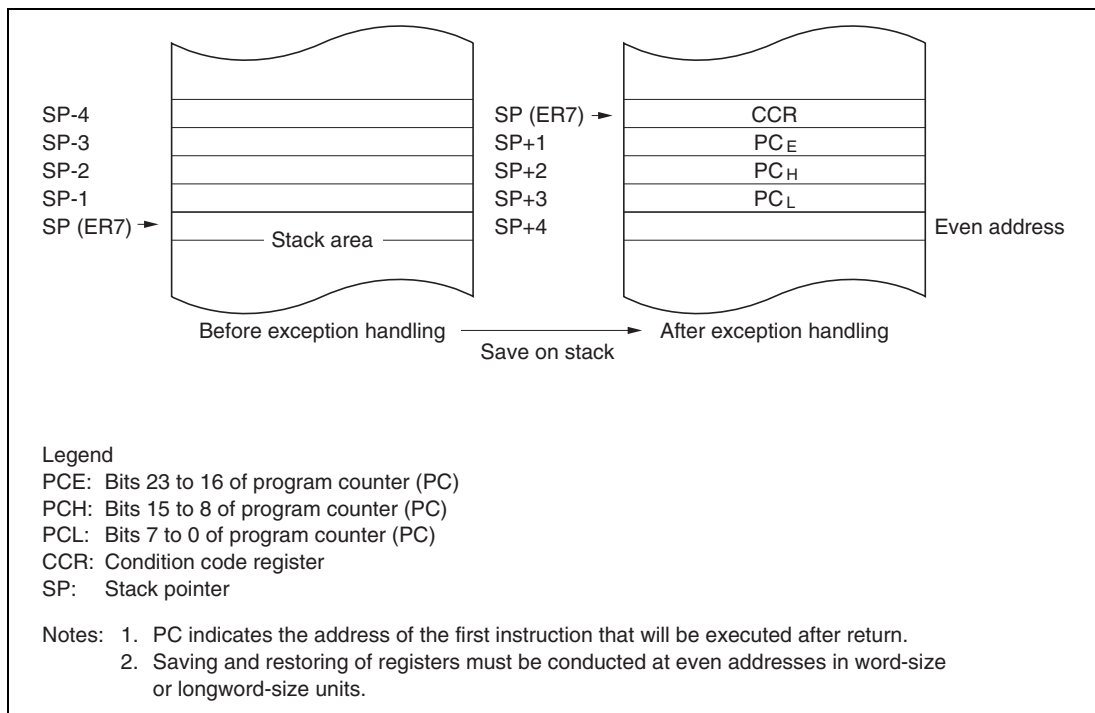 SP-4
SP-3
SP-2
SP-1
SP (ER7)
Stack area
SP (ER7)
SP+1
SP+2
SP+3
SP+4
CCR
PC E
PC H
PC L
Even address
Before exception handling
Save on stack
After exception handling
Legend
PCE: Bits 23 to 16 of program counter (PC)
PCH: Bits 15 to 8 of program counter (PC)
PCL: Bits 7 to 0 of program counter (PC)
CCR: Condition code register
SP: Stack pointer
Notes: 1. PC indicates the address of the first instruction that will be executed after return.
2. Saving and restoring of registers must be conducted at even addresses in word-size
or longword-size units.